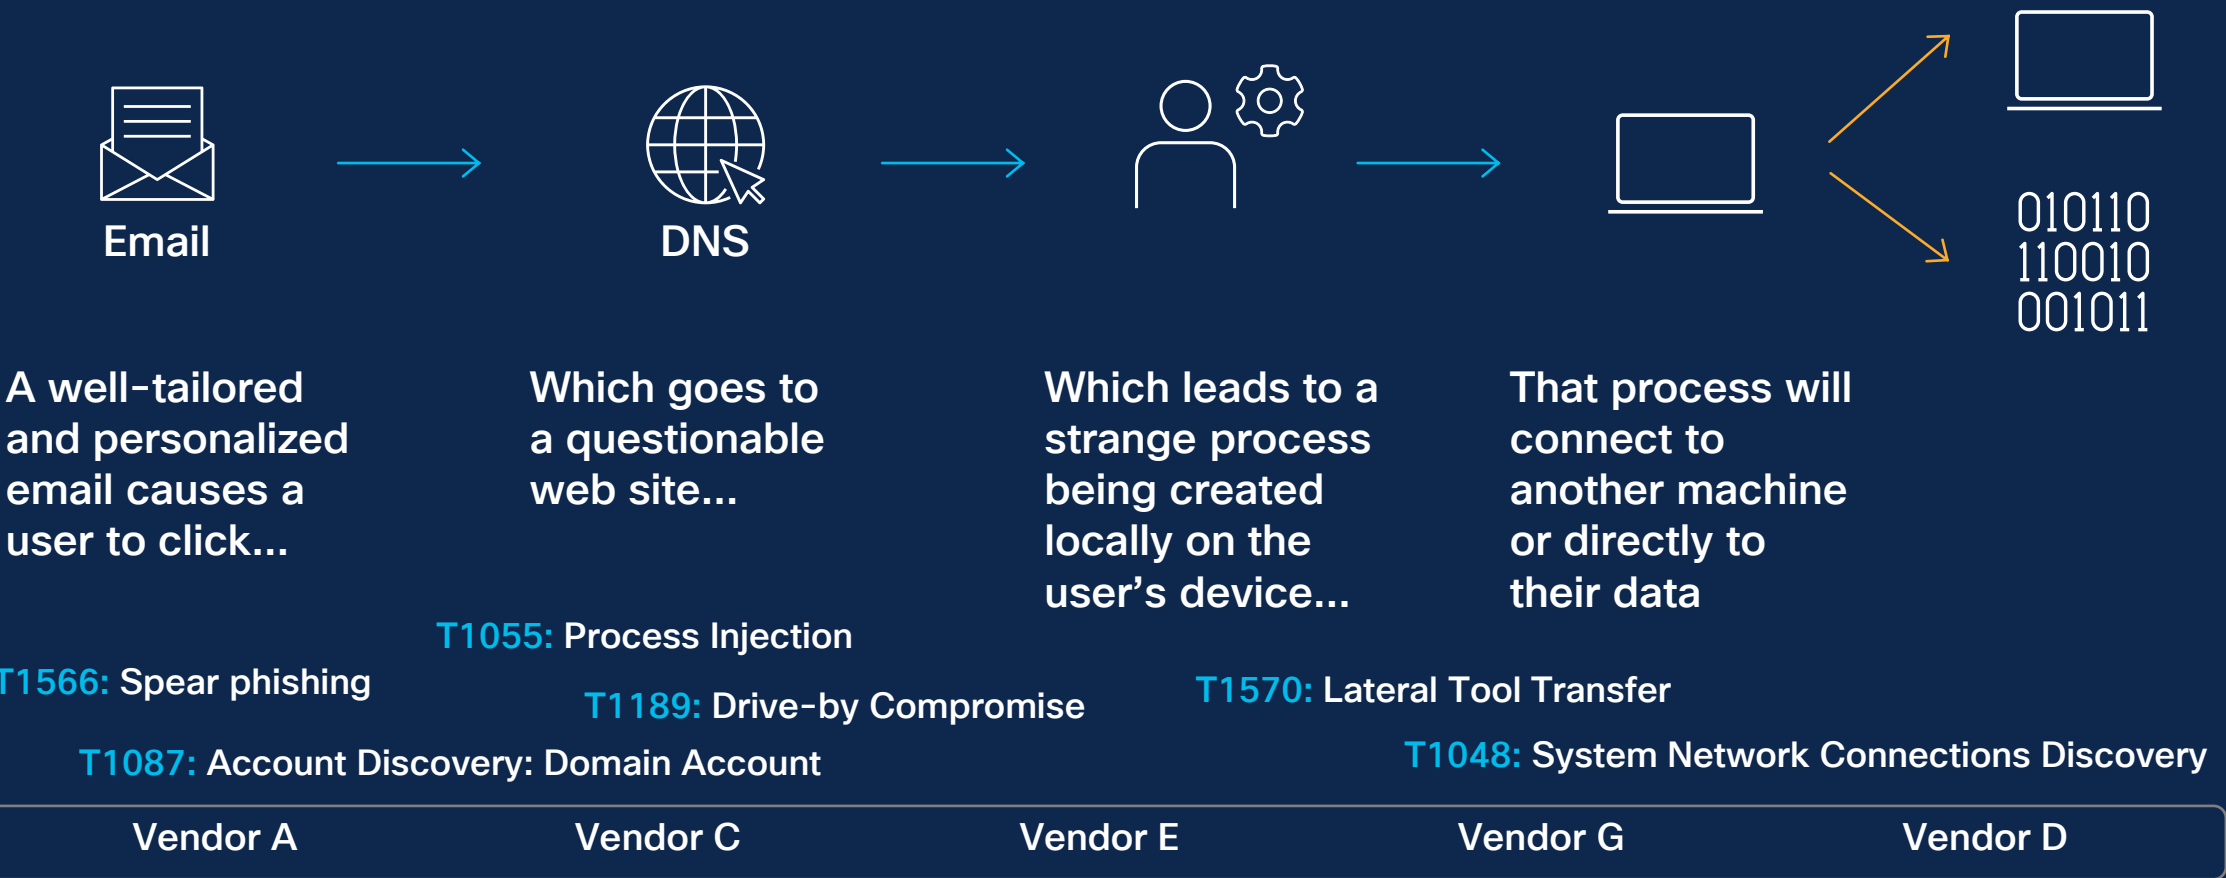 Email
DNS
010110
110010
001011
A well-tailored
and personalized
email causes a
user to click...
Which goes to
a questionable
web site...
Which leads to a
strange process
being created
locally on the
user's device...
That process will
connect to
another machine
or directly to
their data
T1055: Process Injection
T1566: Spear phishing
T1189: Drive-by Compromise
T1570: Lateral Tool Transfer
T1087: Account Discovery: Domain Account
T1048: System Network Connections Discovery
Vendor A
Vendor C
Vendor E
Vendor G
Vendor D